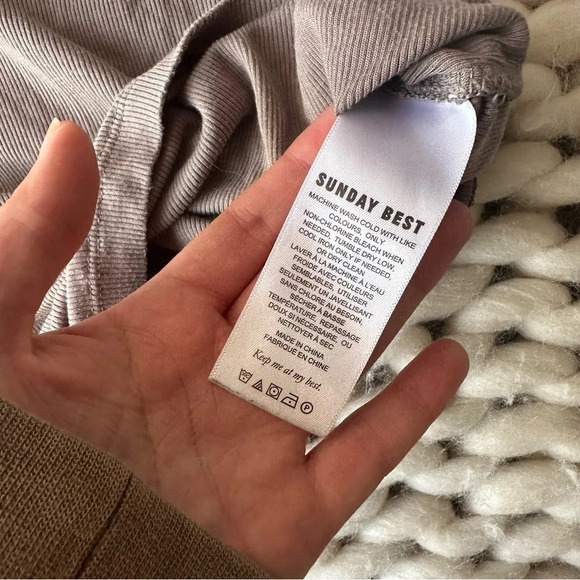 SUNDAY BEST
MACHINE WASH COLD WITH LIKE
COLOURS. ONLY
NON-CHLORINE BLEACH WHEN
NEEDED. TUMBLE DRY LOW.
COOL IRON ONLY IF NEEDED,
OR DRY CLEAN.
LAVER À LA MACHINE À L'EAU
FROIDE AVEC COULEURS
SEMBLABLES. UTILISER
SEULEMENT UN JAVELLISANT
SANS CHLORE AU BESOIN.
SÉCHER À BASSE
TEMPÉRATURE. REPASSAGE
DOUX SI NÉCESSAIRE, OU
NETTOYER À SEC
MADE IN CHINA
FABRIQUÉ EN CHINE
Keep me at my best.
P